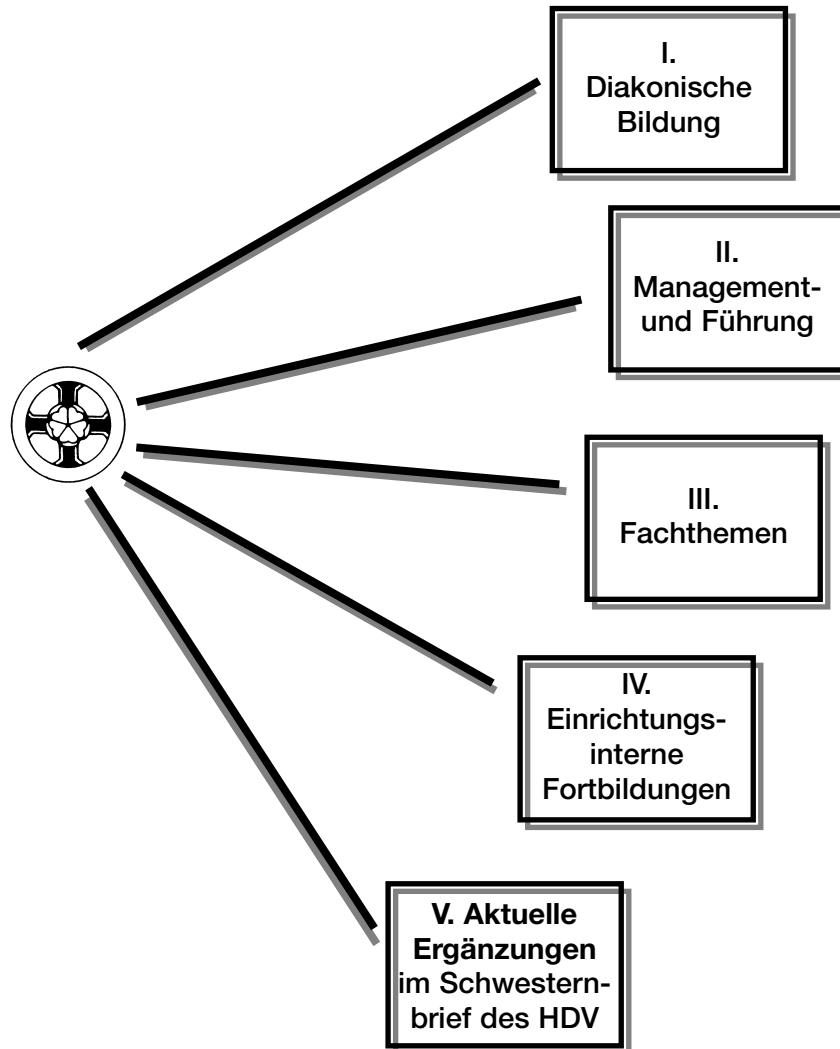 I.
Diakonische
Bildung
II.
Management-
und Führung
III.
Fachthemen
IV.
Einrichtungs-
interne
Fortbildungen
V. Aktuelle
Ergänzungen
im Schwestern-
brief des HDV